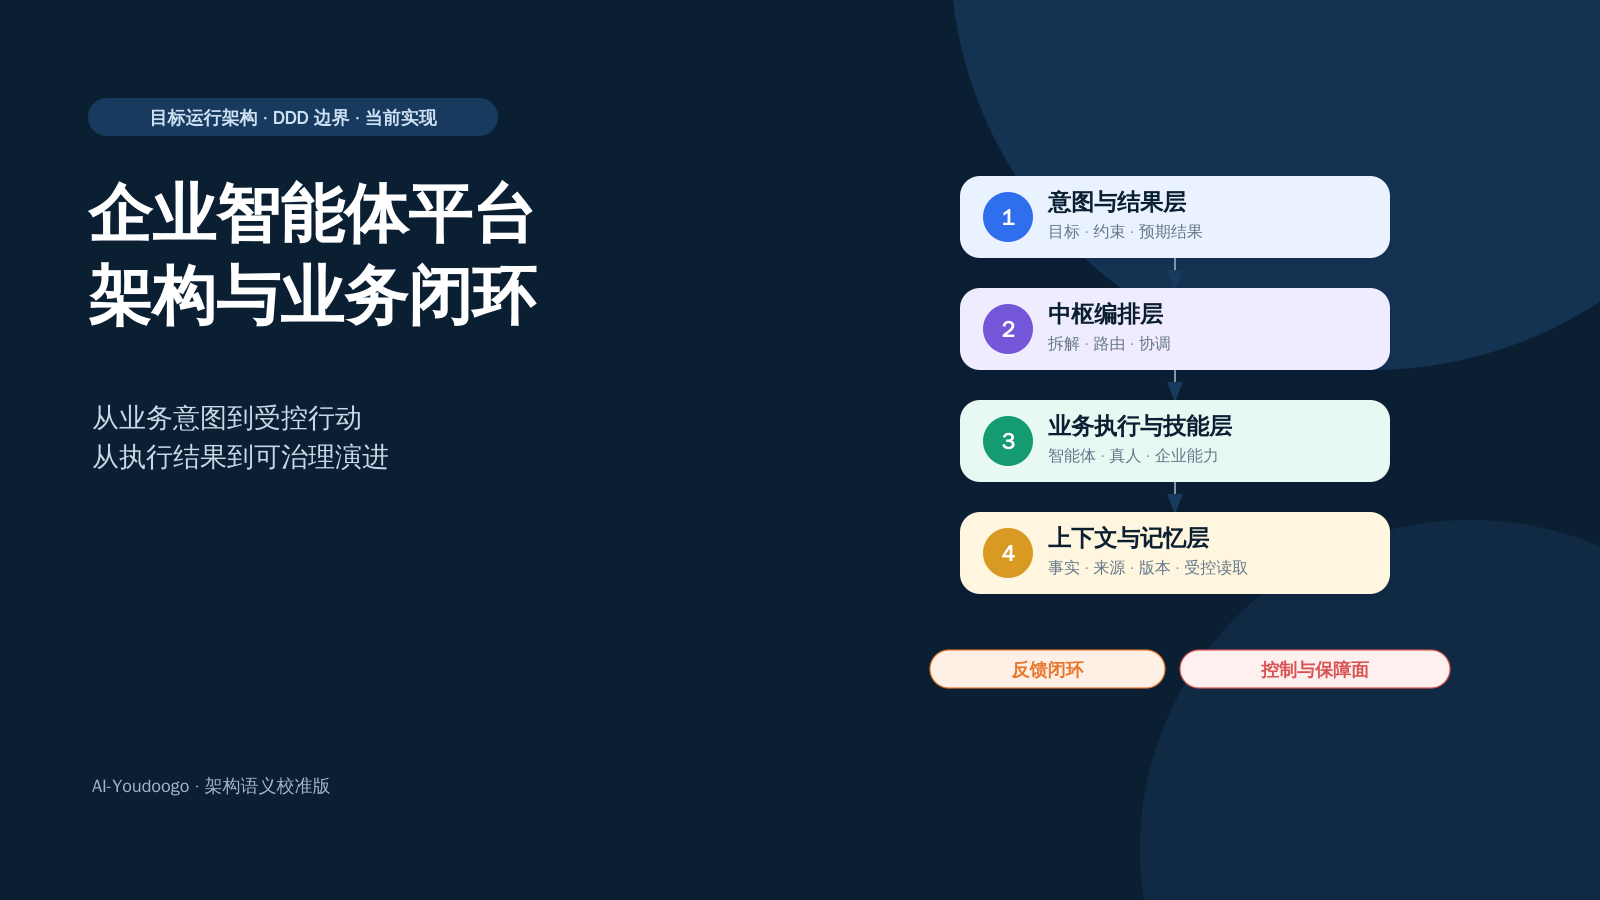 目标运行架构 · DDD 边界 · 当前实现
企业智能体平台
架构与业务闭环
从业务意图到受控行动
从执行结果到可治理演进
AI-Youdoogo · 架构语义校准版
1
意图与结果层
目标 · 约束 · 预期结果
2
中枢编排层
拆解 · 路由 · 协调
3
业务执行与技能层
智能体 · 真人 · 企业能力
4
上下文与记忆层
事实 · 来源 · 版本 · 受控读取
反馈闭环
控制与保障面